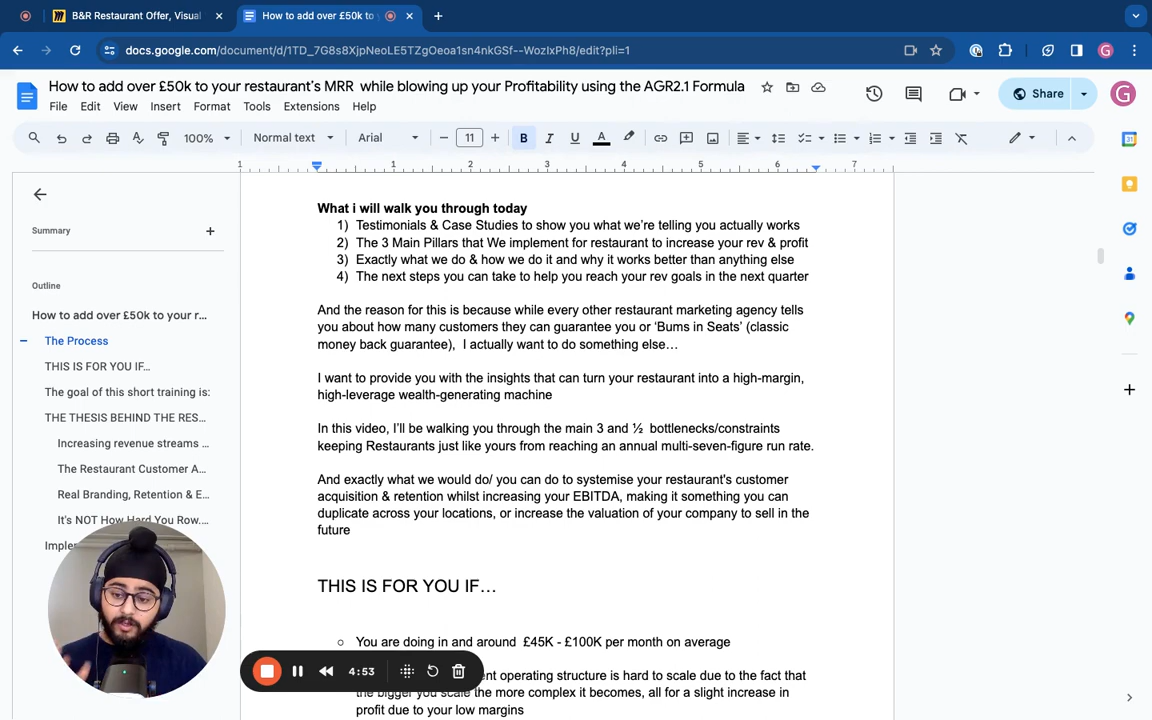 B&R Restaurant Offer, Visual
How to add over £50k to
docs.google.com/document/d/1TD_7G8s8XjpNeoLE5TZgOeoa1sn4nkGSf--WozIxPh8/edit?pli=1
G
How to add over £50k to your restaurant's MRR while blowing up your Profitability using the AGR2.1 Formula
Share
G
File Edit View Insert Format Tools Extensions Help
100% Normal text Arial 11 B I U A
1 1 2 3 4 5 6 7
Summary
Outline
How to add over £50k to your r...
The Process
THIS IS FOR YOU IF...
The goal of this short training is:
THE THESIS BEHIND THE RES...
Increasing revenue streams ...
The Restaurant Customer A...
Real Branding, Retention & E...
It's NOT How Hard You Row....
Imple
What i will walk you through today
1) Testimonials & Case Studies to show you what we're telling you actually works
2) The 3 Main Pillars that We implement for restaurant to increase your rev & profit
3) Exactly what we do & how we do it and why it works better than anything else
4) The next steps you can take to help you reach your rev goals in the next quarter
And the reason for this is because while every other restaurant marketing agency tells
you about how many customers they can guarantee you or 'Bums in Seats' (classic
money back guarantee), I actually want to do something else…
I want to provide you with the insights that can turn your restaurant into a high-margin,
high-leverage wealth-generating machine
In this video, I'll be walking you through the main 3 and ½ bottlenecks/constraints
keeping Restaurants just like yours from reaching an annual multi-seven-figure run rate.
And exactly what we would do/ you can do to systemise your restaurant's customer
acquisition & retention whilst increasing your EBITDA, making it something you can
duplicate across your locations, or increase the valuation of your company to sell in the
future
THIS IS FOR YOU IF…
You are doing in and around £45K - £100K per month on average
ent operating structure is hard to scale due to the fact that
the bigger you scale the more complex it becomes, all for a slight increase in
profit due to your low margins
4:53